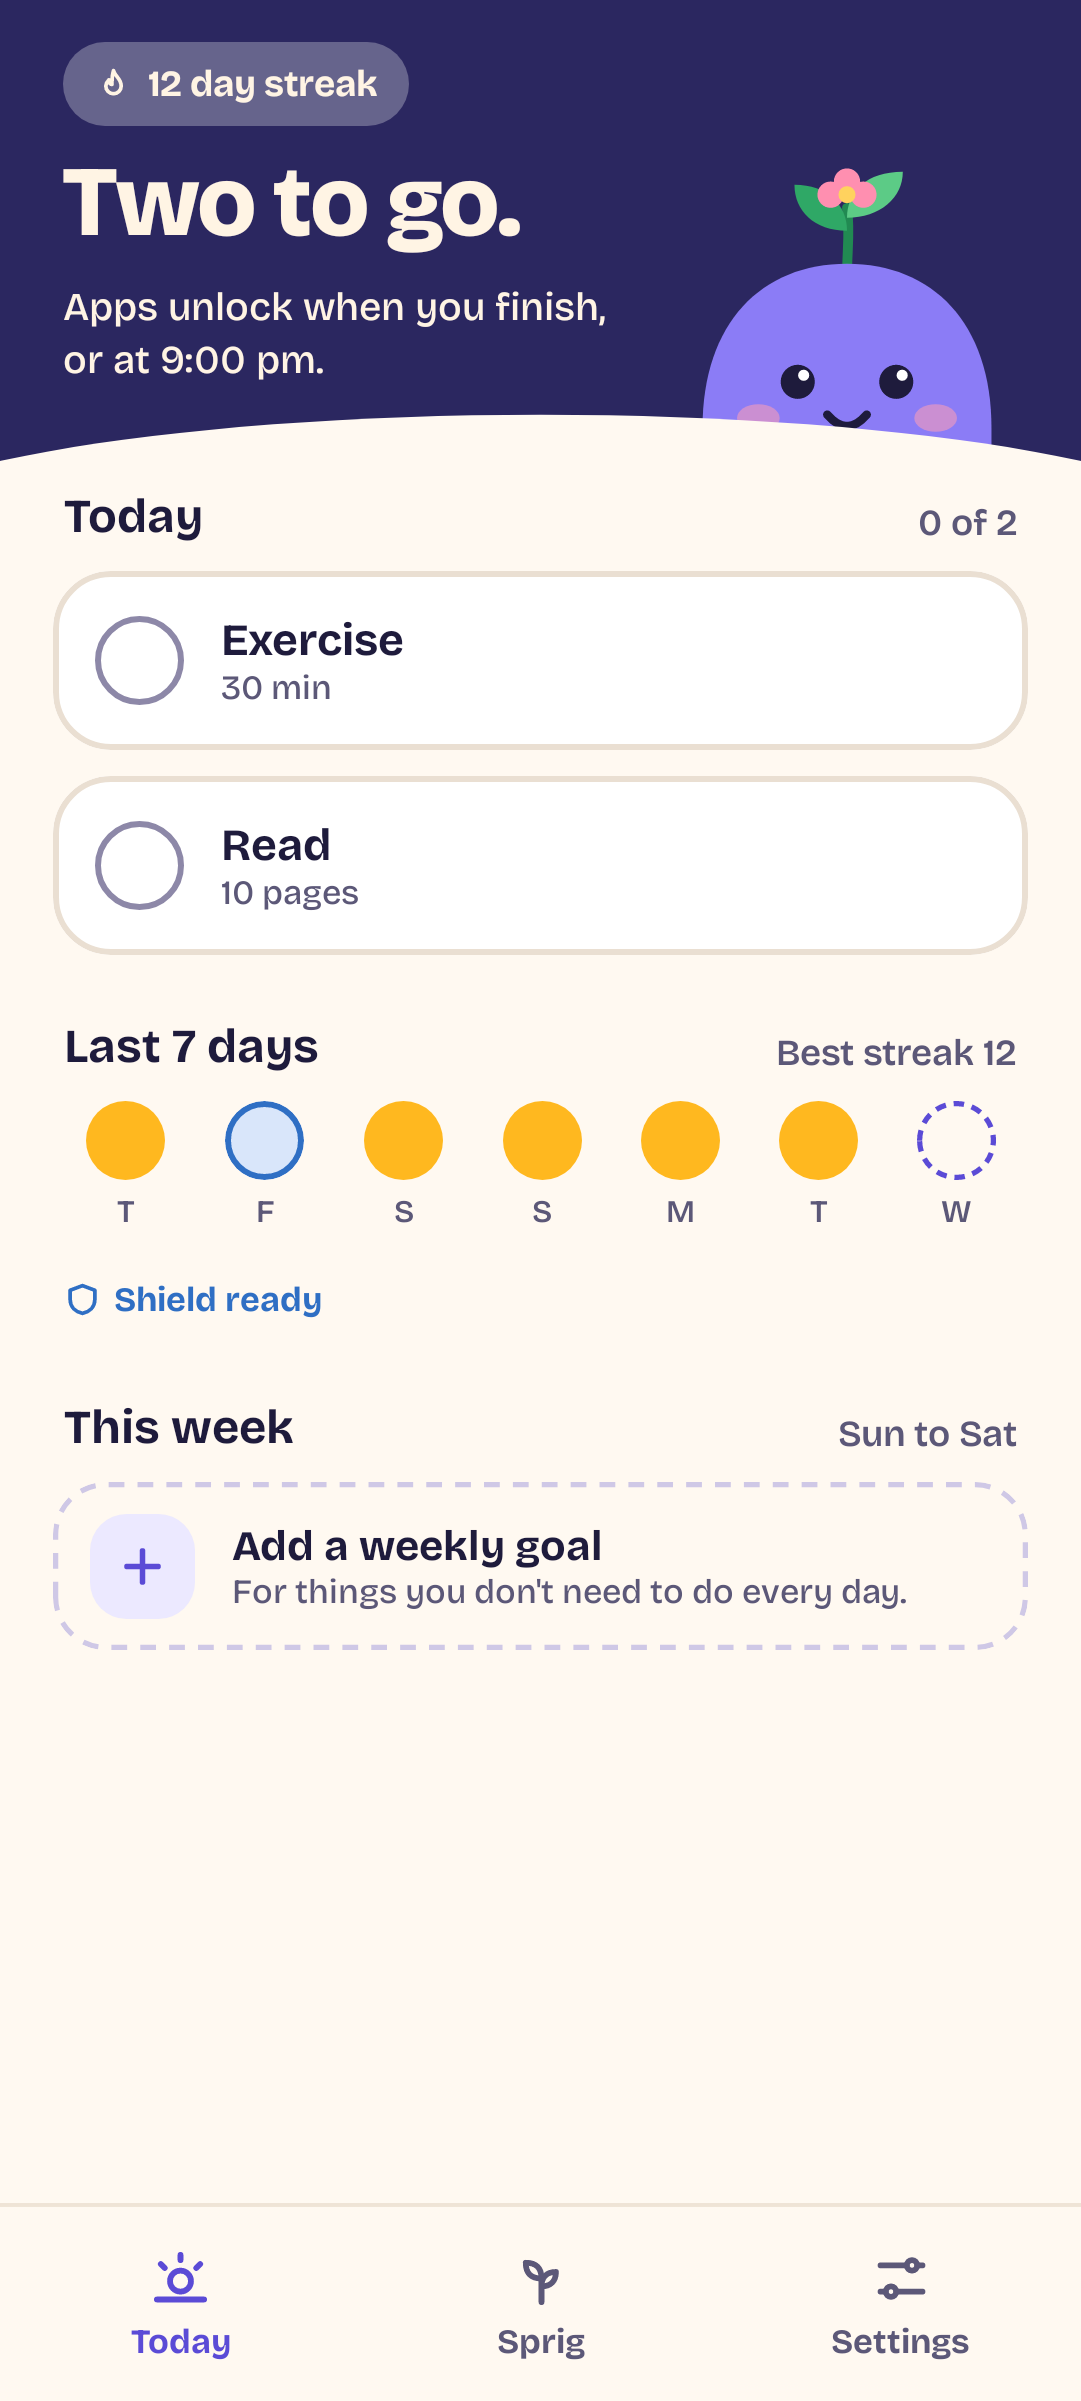 12 day streak
Two to go.
Apps unlock when you finish,
or at 9:00 pm.
Today
0 of 2
Exercise
30 min
Read
10 pages
Last 7 days
Best streak 12
T F S S M T W
Shield ready
This week
Sun to Sat
Add a weekly goal
For things you don't need to do every day.
Today Sprig Settings